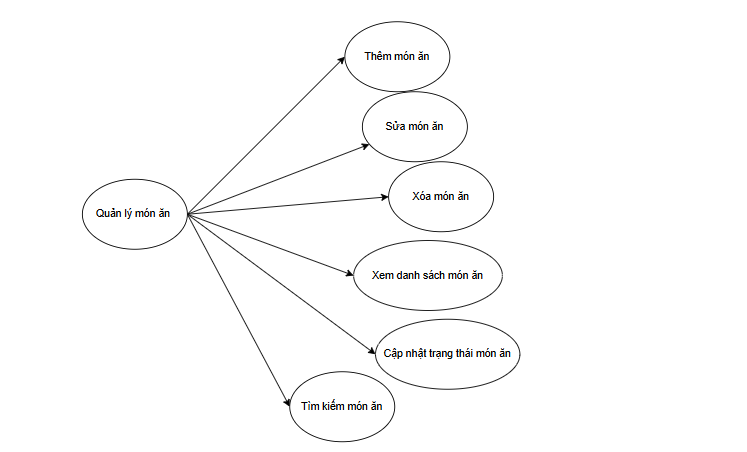 Thêm món ăn
Sửa món ăn
Xóa món ăn
Quản lý món ăn
Xem danh sách món ăn
Cập nhật trạng thái món ăn
Tìm kiếm món ăn